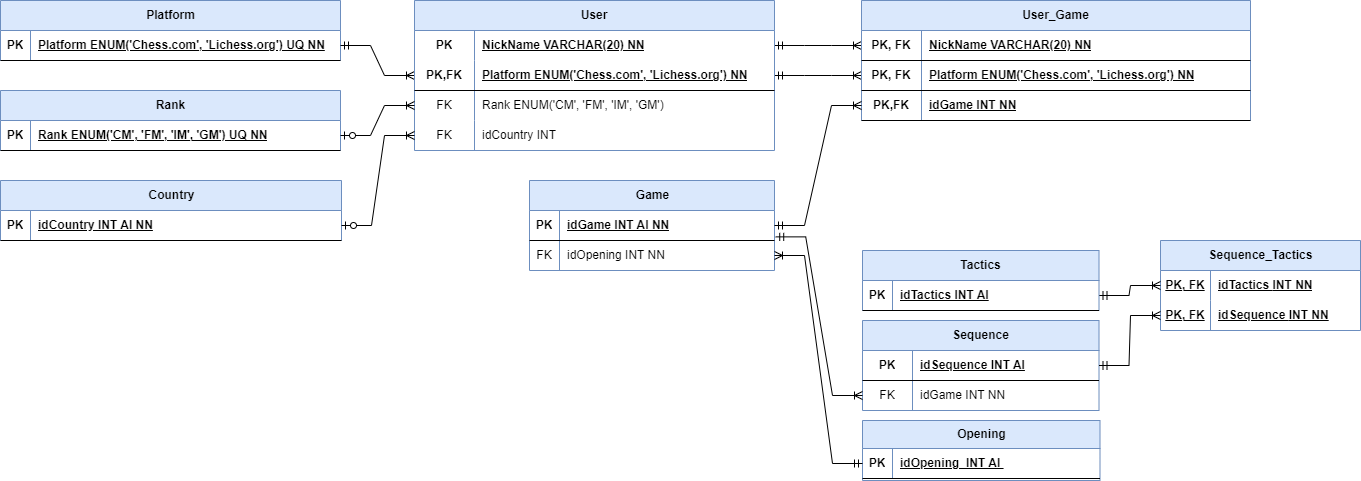 Platform
PK Platform ENUM('Chess.com', 'Lichess.org') UQ NN
Rank
PK Rank ENUM('CM', 'FM', 'IM', 'GM') UQ NN
Country
PK idCountry INT AI NN
User
PK NickName VARCHAR(20) NN
PK,FK Platform ENUM('Chess.com', 'Lichess.org') NN
FK Rank ENUM('CM', 'FM', 'IM', 'GM')
FK idCountry INT
User_Game
PK, FK NickName VARCHAR(20) NN
PK, FK Platform ENUM('Chess.com', 'Lichess.org') NN
PK,FK idGame INT NN
Game
PK idGame INT AI NN
FK idOpening INT NN
Tactics
PK idTactics INT AI
Sequence
PK idSequence INT AI
FK idGame INT NN
Opening
PK idOpening INT AI
Sequence_Tactics
PK, FK idTactics INT NN
PK, FK idSequence INT NN